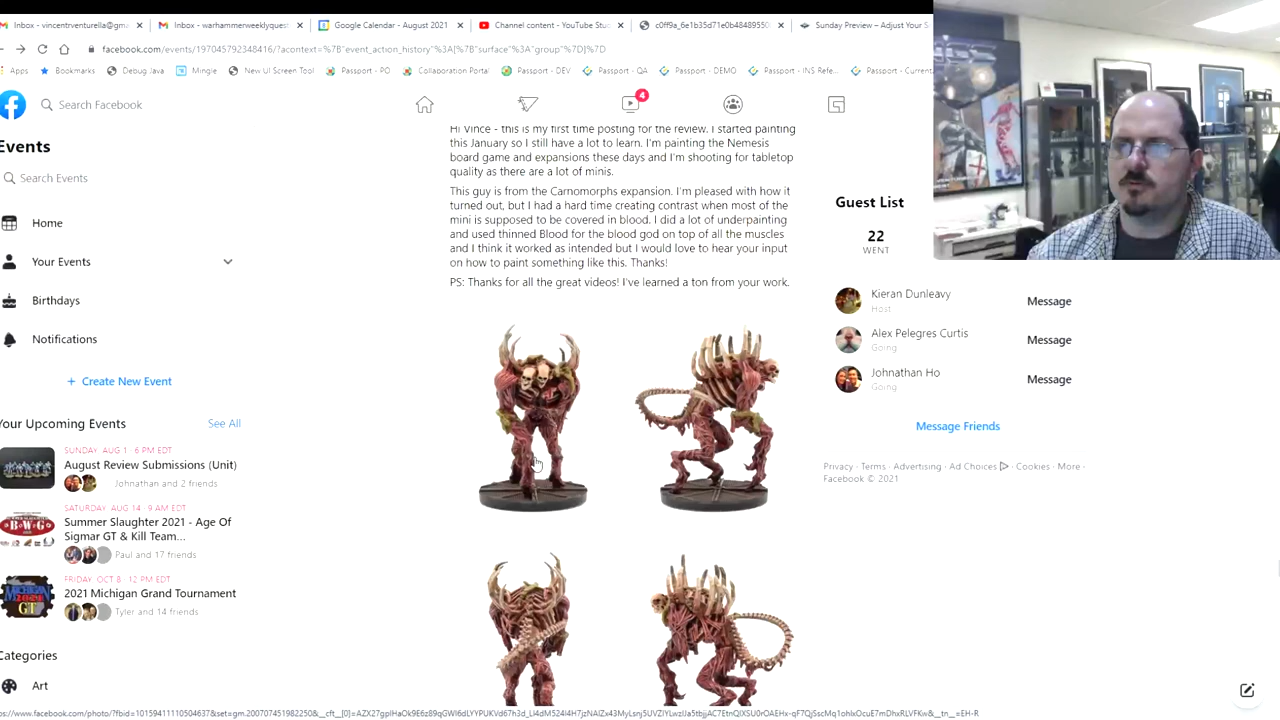 Inbox - vincentrventurella@gma
Inbox - warhammerweeklyques
Google Calendar - August 2021
Channel content - YouTube Stu
c0ff9a_6e1b35d71e0b48489550
Sunday Preview – Adjust Your S
facebook.com/events/197045792348416/?acontext=%7B"event_action_history"%3A[%7B"surface"%3A"group"%7D]%7D
Apps
Bookmarks
Debug Java
Mingle
New UI Screen Tool
Passport - PO
Collaboration Portal
Passport - DEV
Passport - QA
Passport - DEMO
Passport - INS Refe...
Passport - Current
Search Facebook
4
Events
Search Events
Home
Your Events
Birthdays
Notifications
+ Create New Event
Your Upcoming Events
See All
SUNDAY, AUG 1 · 6 PM EDT
August Review Submissions (Unit)
Johnathan and 2 friends
SATURDAY, AUG 14 · 9 AM EDT
Summer Slaughter 2021 - Age Of
Sigmar GT & Kill Team...
Paul and 17 friends
FRIDAY, OCT 8 · 12 PM EDT
2021 Michigan Grand Tournament
Tyler and 14 friends
Categories
Art
Hi Vince - this is my first time posting for the review. I started painting
this January so I still have a lot to learn. I'm painting the Nemesis
board game and expansions these days and I'm shooting for tabletop
quality as there are a lot of minis.
This guy is from the Carnomorphs expansion. I'm pleased with how it
turned out, but I had a hard time creating contrast when most of the
mini is supposed to be covered in blood. I did a lot of underpainting
and used thinned Blood for the blood god on top of all the muscles
and I think it worked as intended but I would love to hear your input
on how to paint something like this. Thanks!
PS: Thanks for all the great videos! I've learned a ton from your work.
Guest List
22
WENT
Kieran Dunleavy
Host
Message
Alex Pelegres Curtis
Going
Message
Johnathan Ho
Going
Message
Message Friends
Privacy · Terms · Advertising · Ad Choices · Cookies · More ·
Facebook © 2021